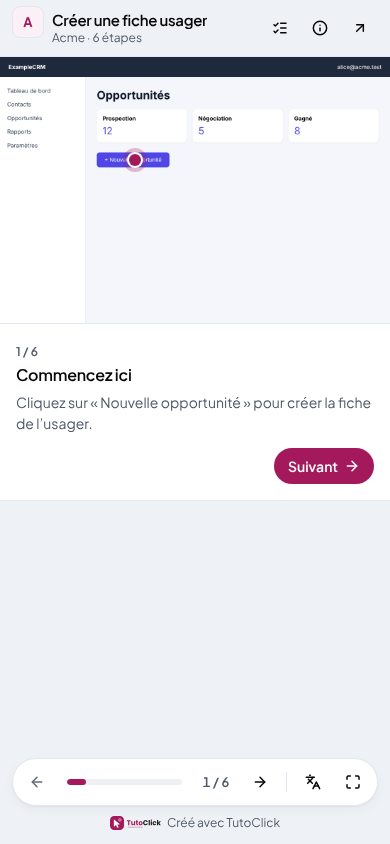 A
Créer une fiche usager
Acme · 6 étapes
ExampleCRM
alice@acme.test
Tableau de bord
Contacts
Opportunités
Rapports
Paramètres
Opportunités
Prospection
12
Négociation
5
Gagné
8
1 / 6
Commencez ici
Cliquez sur « Nouvelle opportunité » pour créer la fiche
de l'usager.
Suivant
1 / 6
TutoClick
Créé avec TutoClick